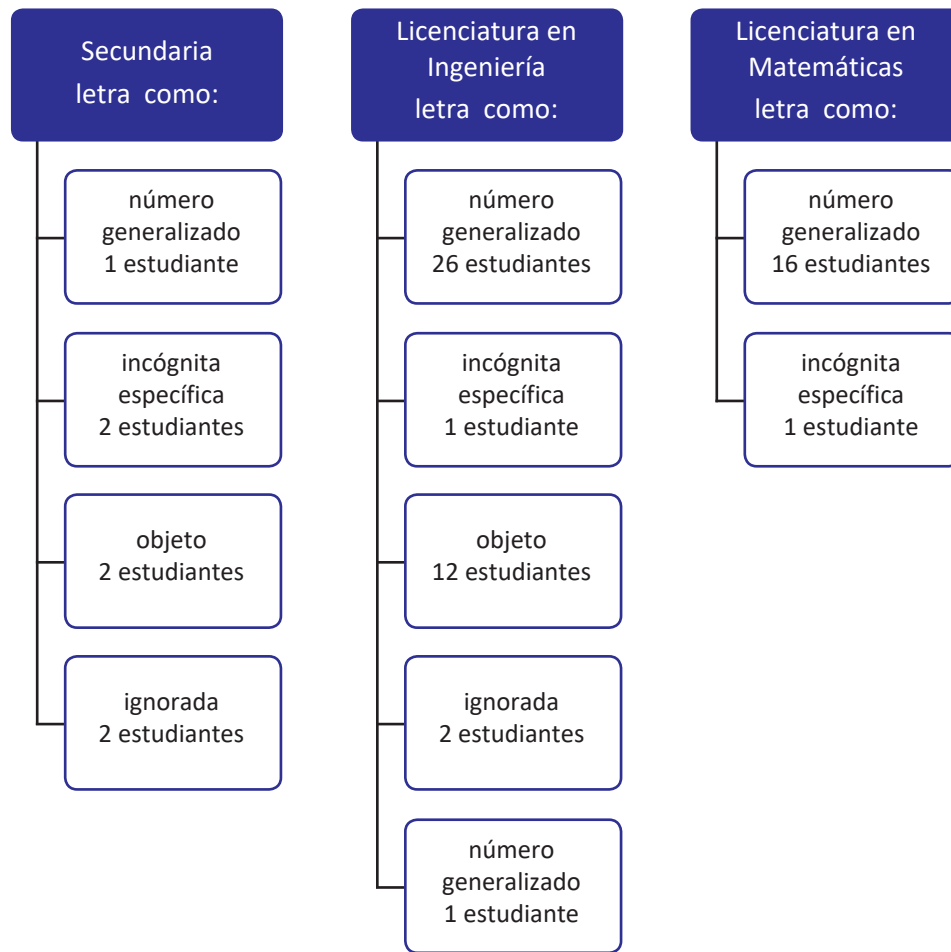 Secundaria
letra como:
número
generalizado
1 estudiante
incógnita
específica
2 estudiantes
objeto
2 estudiantes
ignorada
2 estudiantes
Licenciatura en
Ingeniería
letra como:
número
generalizado
26 estudiantes
incógnita
específica
1 estudiante
objeto
12 estudiantes
ignorada
2 estudiantes
número
generalizado
1 estudiante
Licenciatura en
Matemáticas
letra como:
número
generalizado
16 estudiantes
incógnita
específica
1 estudiante